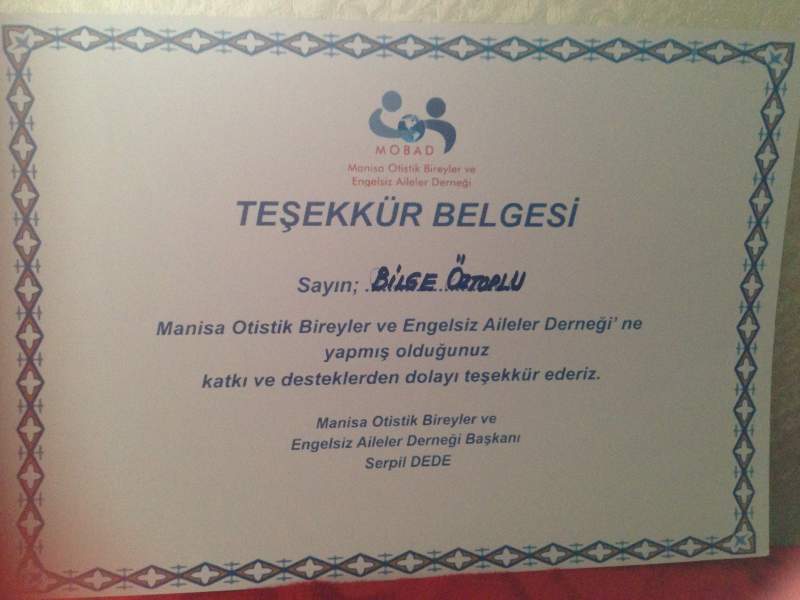 MOBAD
Manisa Otistik Bireyler ve
Engelsiz Aileler Derneği
TEŞEKKÜR BELGESİ
Sayın; BİLGE ÖZTOPLU
Manisa Otistik Bireyler ve Engelsiz Aileler Derneği' ne
yapmış olduğunuz
katkı ve desteklerden dolayı teşekkür ederiz.
Manisa Otistik Bireyler ve
Engelsiz Aileler Derneği Başkanı
Serpil DEDE